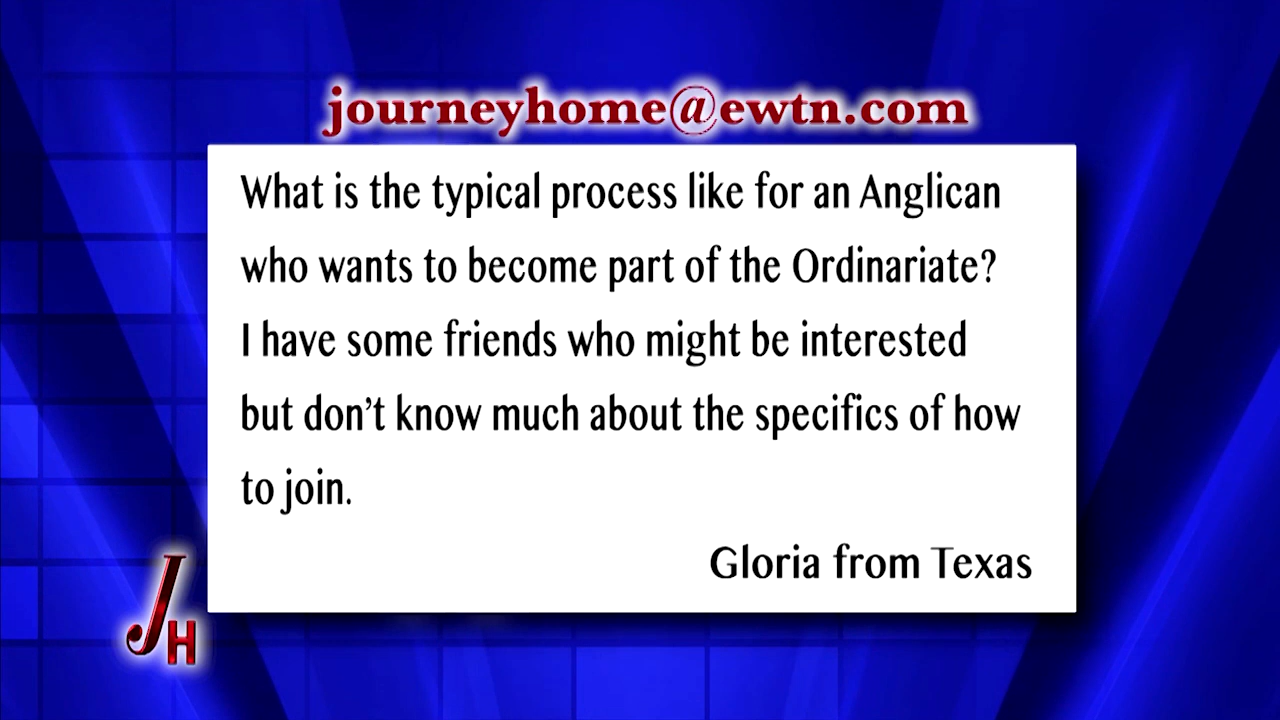 journeyhome@ewtn.com
What is the typical process like for an Anglican
who wants to become part of the Ordinariate?
I have some friends who might be interested
but don’t know much about the specifics of how
to join.
Gloria from Texas
JH